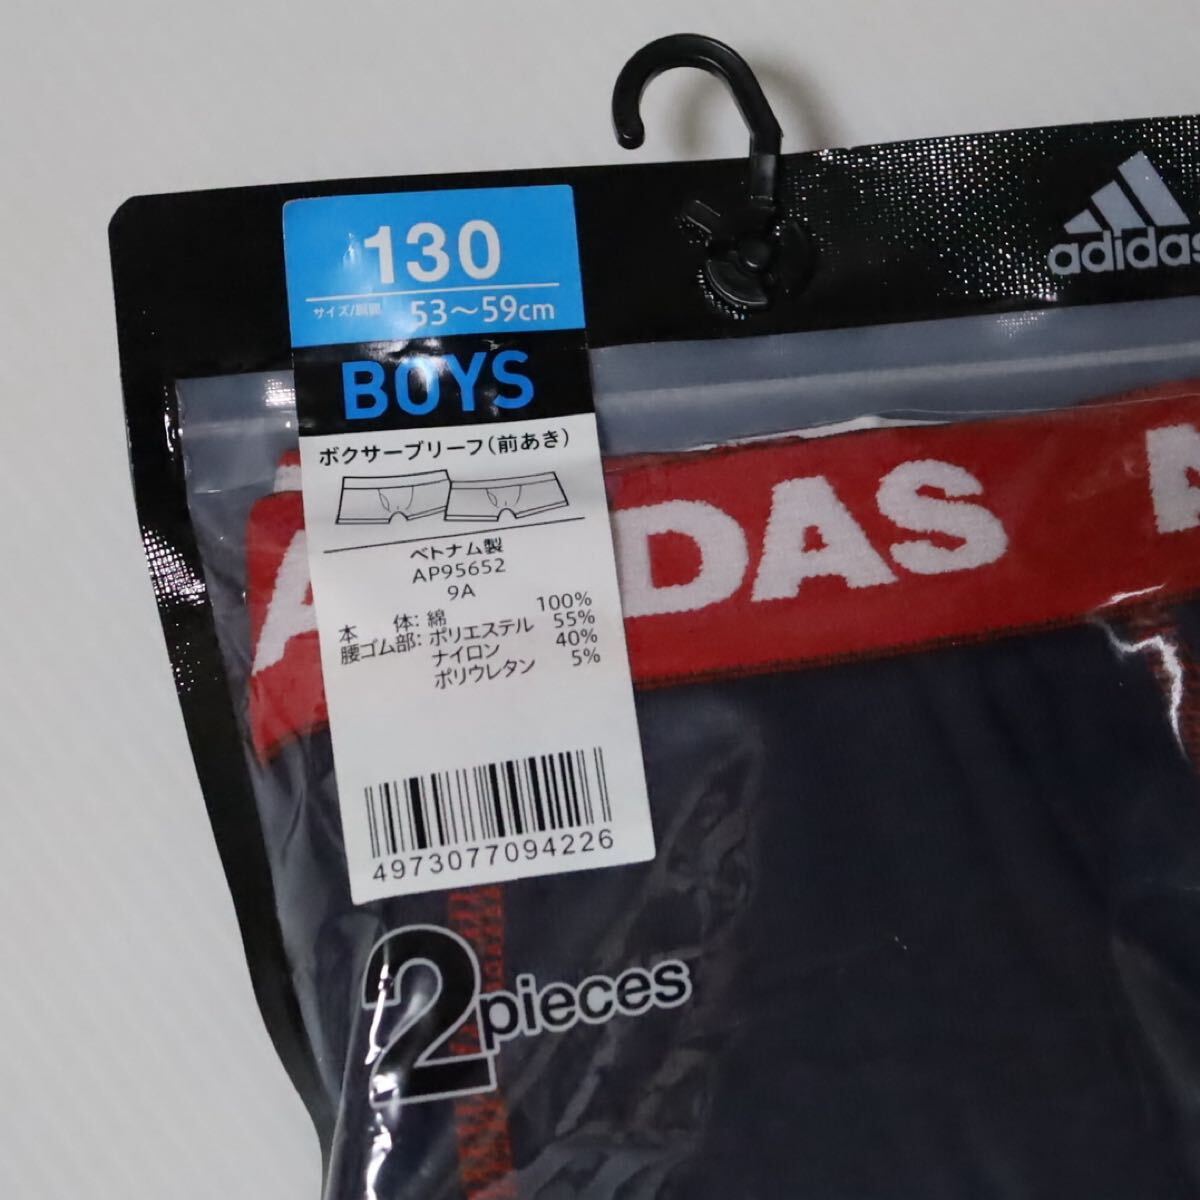 130
サイズ/胴囲 53～59cm
BOYS
ボクサーブリーフ(前あき)
ベトナム製
AP95652
9A
本 体: 綿 100%
腰ゴム部: ポリエステル 55%
ナイロン 40%
ポリウレタン 5%
4973077094226
2pieces
adidas
A DAS